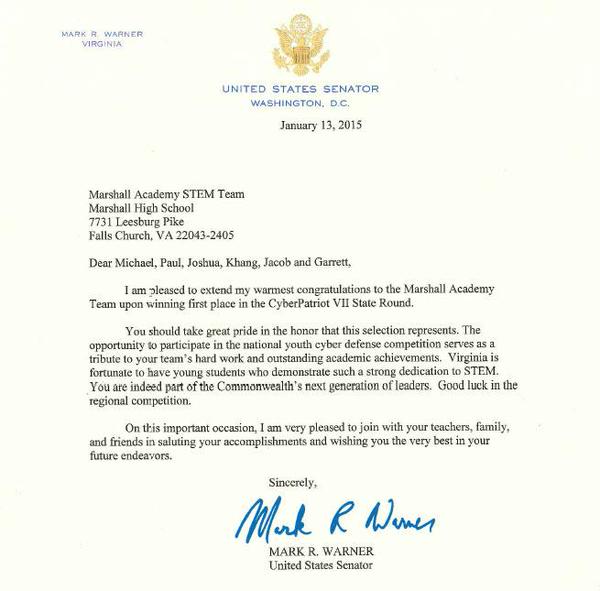 MARK R. WARNER
VIRGINIA
UNITED STATES SENATOR
WASHINGTON, D.C.
January 13, 2015
Marshall Academy STEM Team
Marshall High School
7731 Leesburg Pike
Falls Church, VA 22043-2405
Dear Michael, Paul, Joshua, Khang, Jacob and Garrett,
I am pleased to extend my warmest congratulations to the Marshall Academy
Team upon winning first place in the CyberPatriot VII State Round.
You should take great pride in the honor that this selection represents. The
opportunity to participate in the national youth cyber defense competition serves as a
tribute to your team's hard work and outstanding academic achievements. Virginia is
fortunate to have young students who demonstrate such a strong dedication to STEM.
You are indeed part of the Commonwealth's next generation of leaders. Good luck in the
regional competition.
On this important occasion, I am very pleased to join with your teachers, family,
and friends in saluting your accomplishments and wishing you the very best in your
future endeavors.
Sincerely,
Mark R Warner
MARK R. WARNER
United States Senator